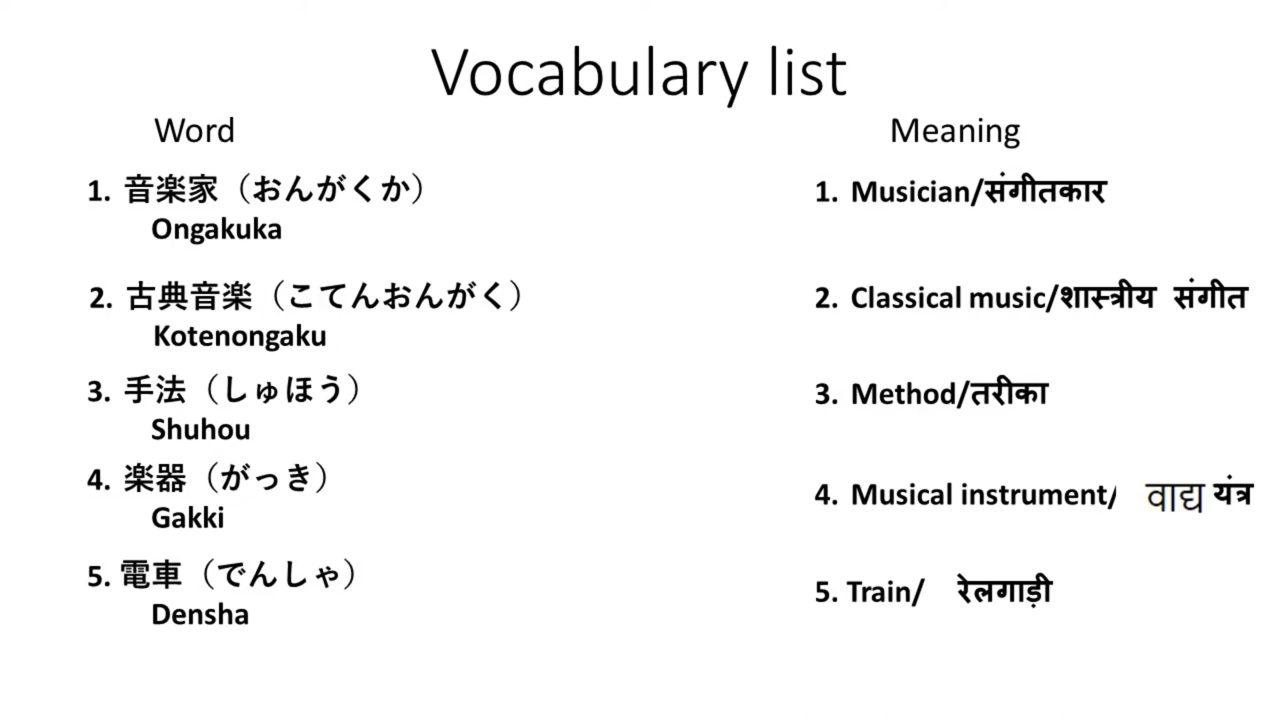 Vocabulary list
Word
Meaning
1. 音楽家（おんがくか）
Ongakuka
1. Musician/संगीतकार
2. 古典音楽（こてんおんがく）
Kotenongaku
2. Classical music/शास्त्रीय संगीत
3. 手法（しゅほう）
Shuhou
3. Method/तरीका
4. 楽器（がっき）
Gakki
4. Musical instrument/ वाद्य यंत्र
5. 電車（でんしゃ）
Densha
5. Train/ रेलगाड़ी